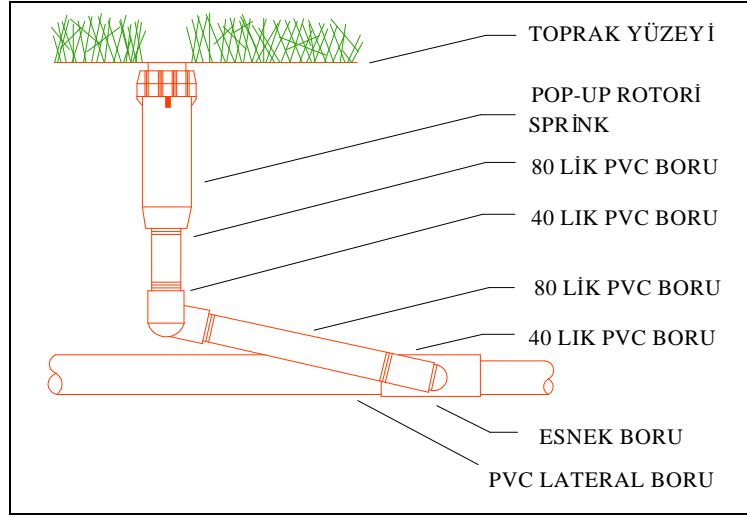 TOPRAK YÜZEYİ
POP-UP ROTORİ
SPRİNK
80 LİK PVC BORU
40 LIK PVC BORU
80 LİK PVC BORU
40 LIK PVC BORU
ESNEK BORU
PVC LATERAL BORU